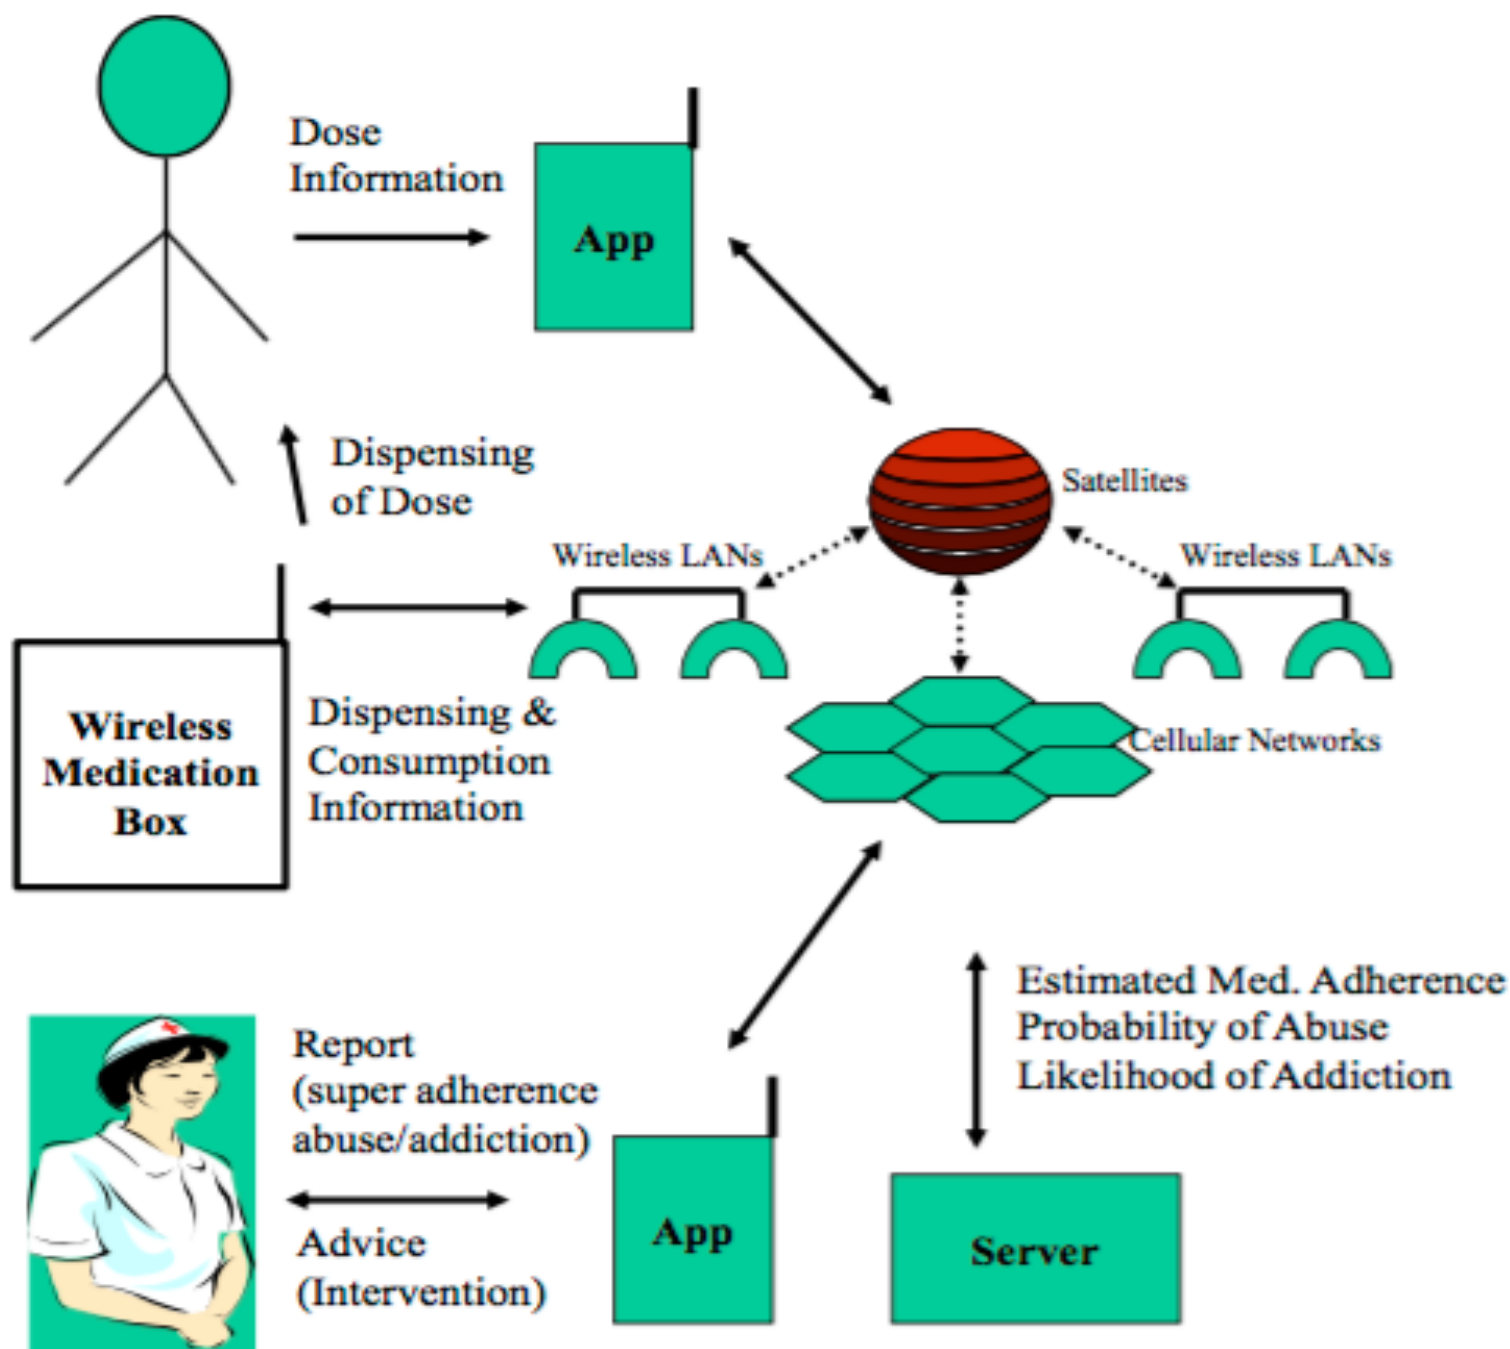 Dose
Information
App
Dispensing
of Dose
Satellites
Wireless LANs
Wireless LANs
Wireless
Medication
Box
Dispensing &
Consumption
Information
Cellular Networks
Estimated Med. Adherence
Probability of Abuse
Likelihood of Addiction
Report
(super adherence
abuse/addiction)
Advice
(Intervention)
App
Server